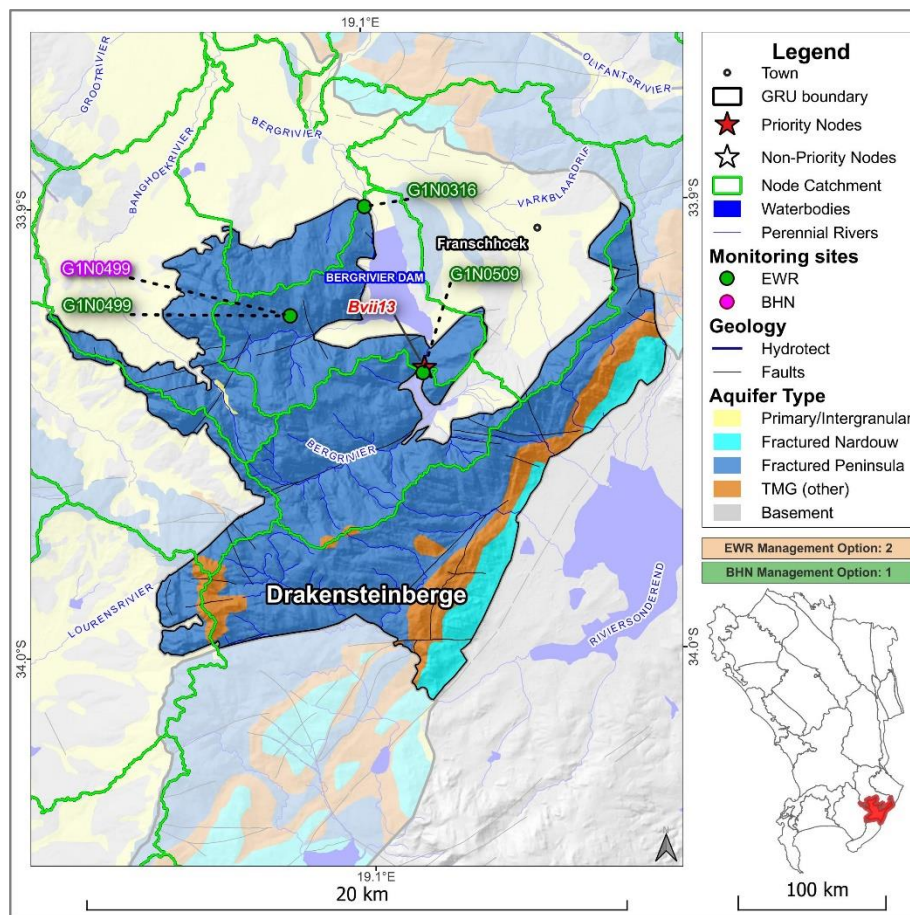 19.1°E
OLIFANTSRIVIER
GROOTRIVIER
BERGRIVIER
BANGHOEKRIVIER
VARKBLAARDRIF
33.9°S
33.9°S
G1N0316
Franschhoek
G1N0499
G1N0509
BERGRIVIER DAM
G1N0499
Bvii13
BERGRIVIER
Drakensteinberge
LOURENSRIVIER
RIVIERSONDEREND
34.0°S
34.0°S
19.1°E
20 km
Legend
Town
GRU boundary
Priority Nodes
Non-Priority Nodes
Node Catchment
Waterbodies
Perennial Rivers
Monitoring sites
EWR
BHN
Geology
Hydrotect
Faults
Aquifer Type
Primary/Intergranular
Fractured Nardouw
Fractured Peninsula
TMG (other)
Basement
EWR Management Option: 2
BHN Management Option: 1
100 km